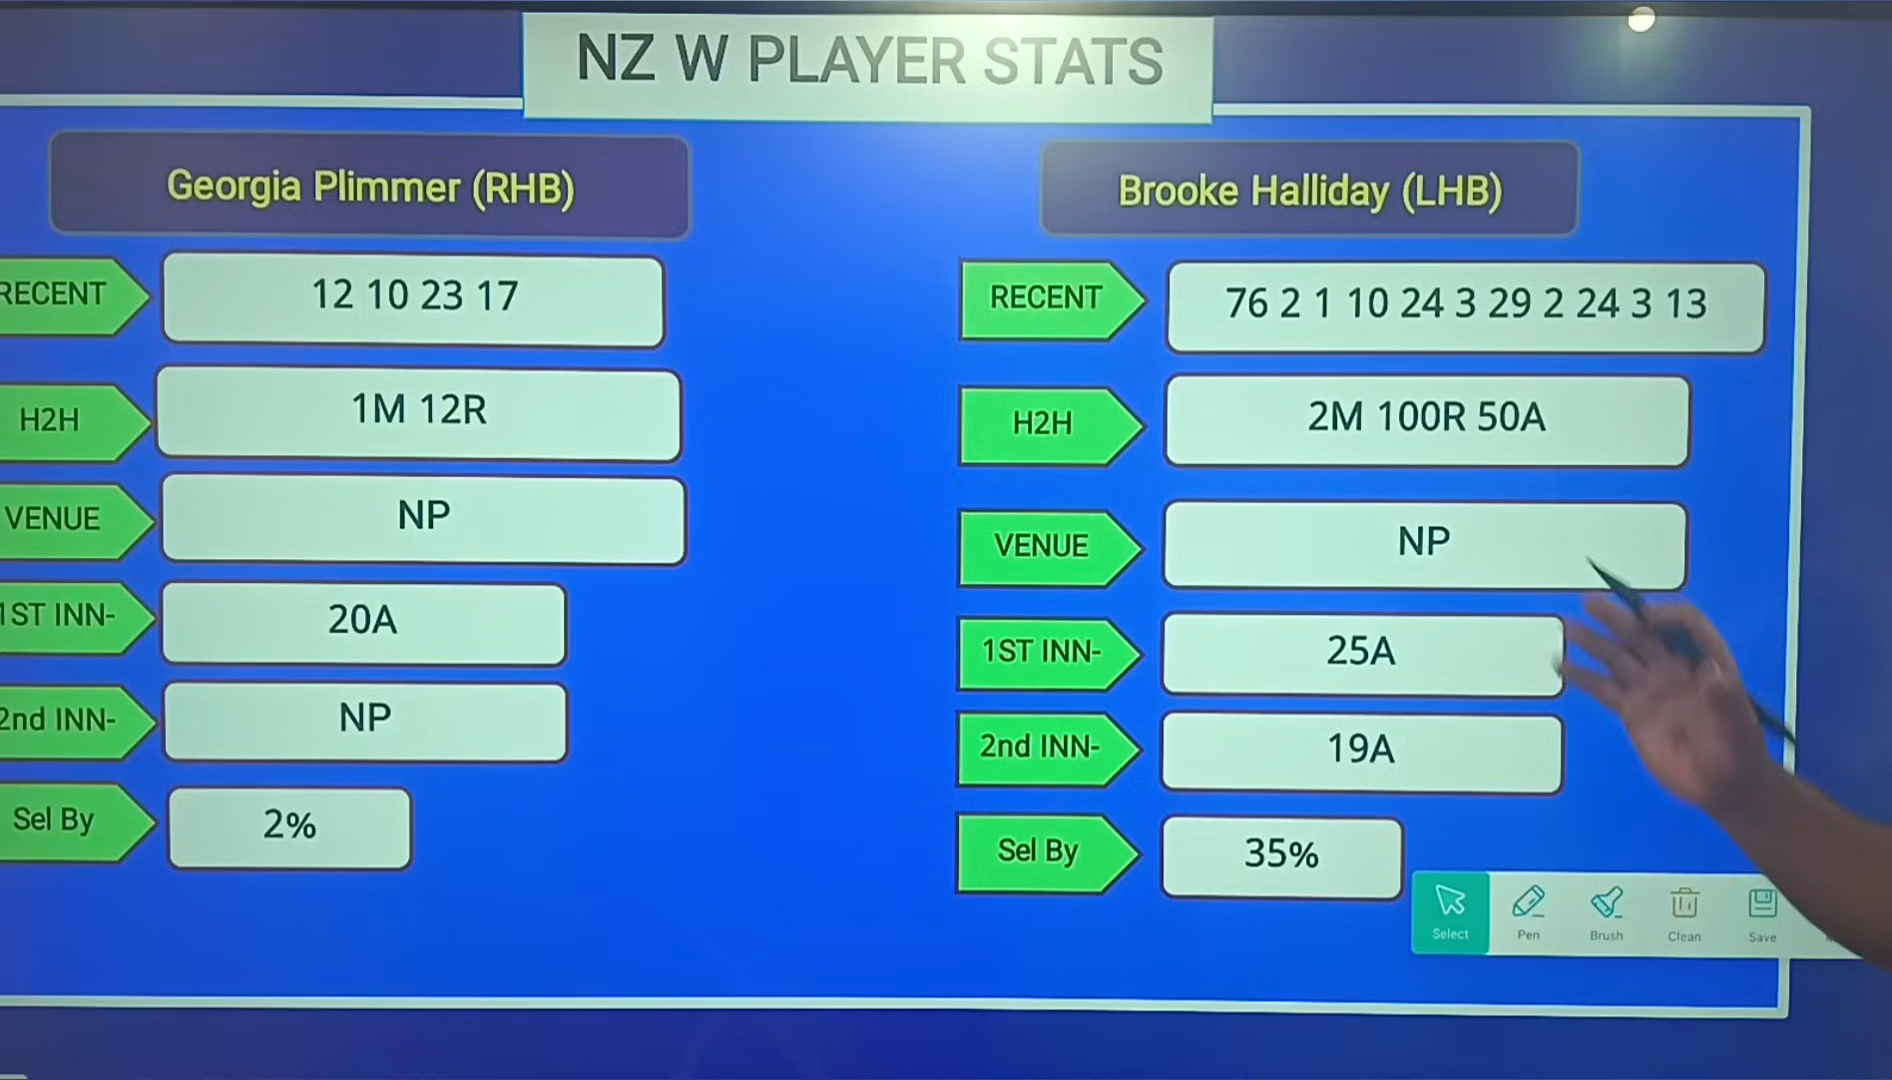 NZ W PLAYER STATS
Georgia Plimmer (RHB)
RECENT
12 10 23 17
H2H
1M 12R
VENUE
NP
1ST INN-
20A
2nd INN-
NP
Sel By
2%
Brooke Halliday (LHB)
RECENT
76 2 1 10 24 3 29 2 24 3 13
H2H
2M 100R 50A
VENUE
NP
1ST INN-
25A
2nd INN-
19A
Sel By
35%
Select
Pen
Brush
Clean
Save